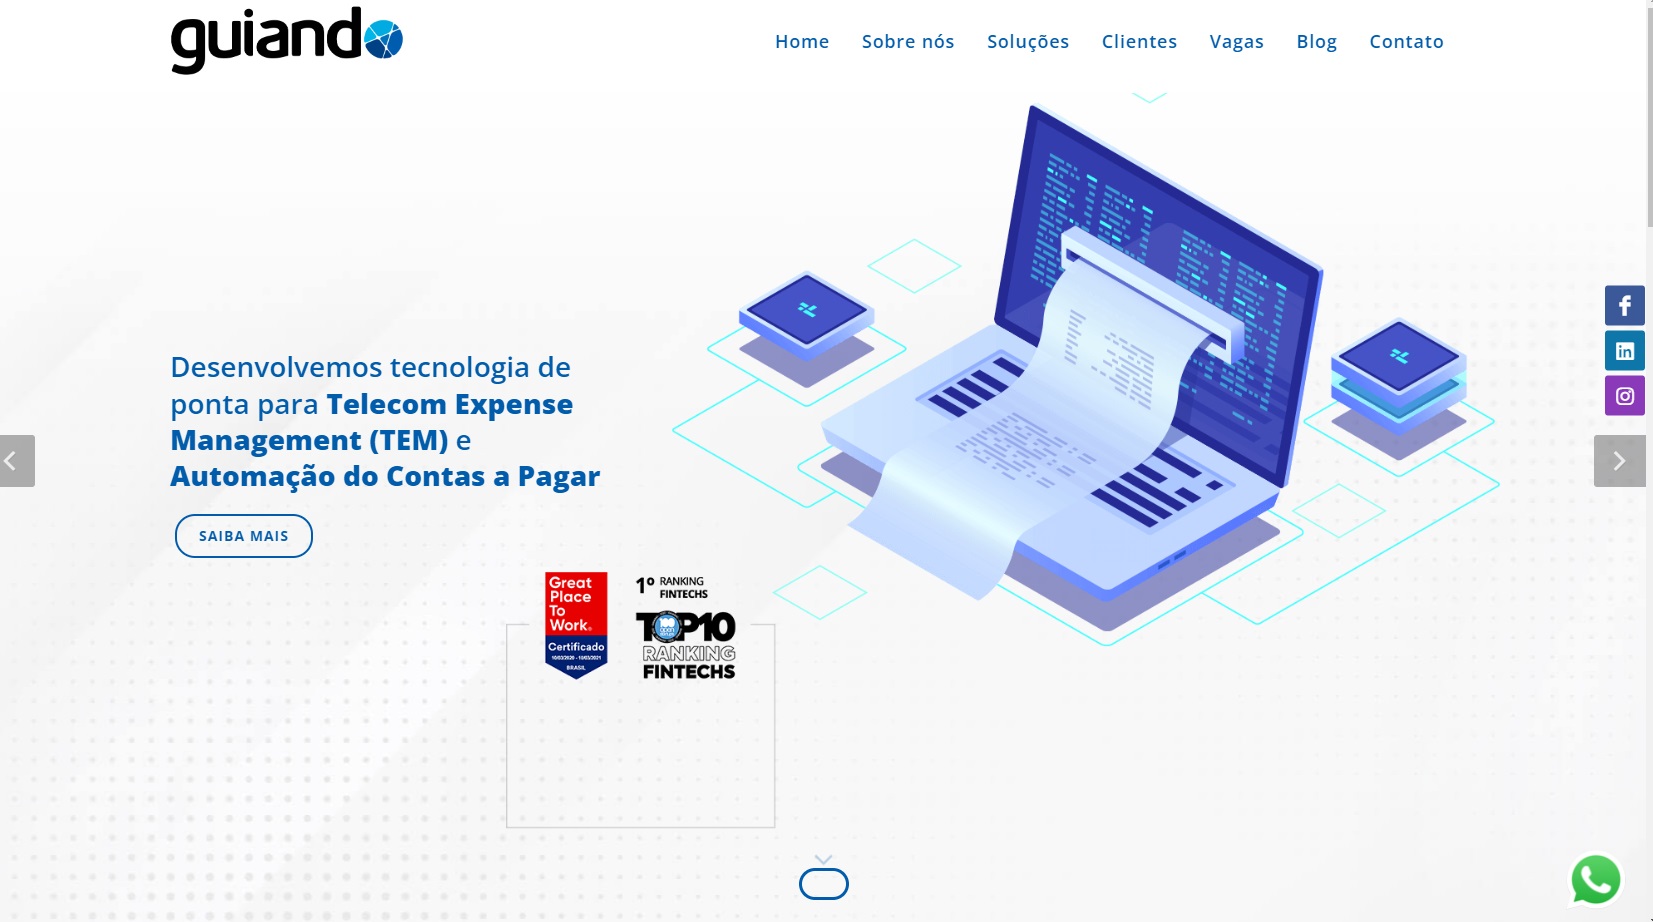 guiando
Home Sobre nós Soluções Clientes Vagas Blog Contato
Desenvolvemos tecnologia de
ponta para Telecom Expense
Management (TEM) e
Automação do Contas a Pagar
SAIBA MAIS
Great
Place
To
Work®
Certificado
BRASIL
1º RANKING
FINTECHS
TOP10
RANKING
FINTECHS